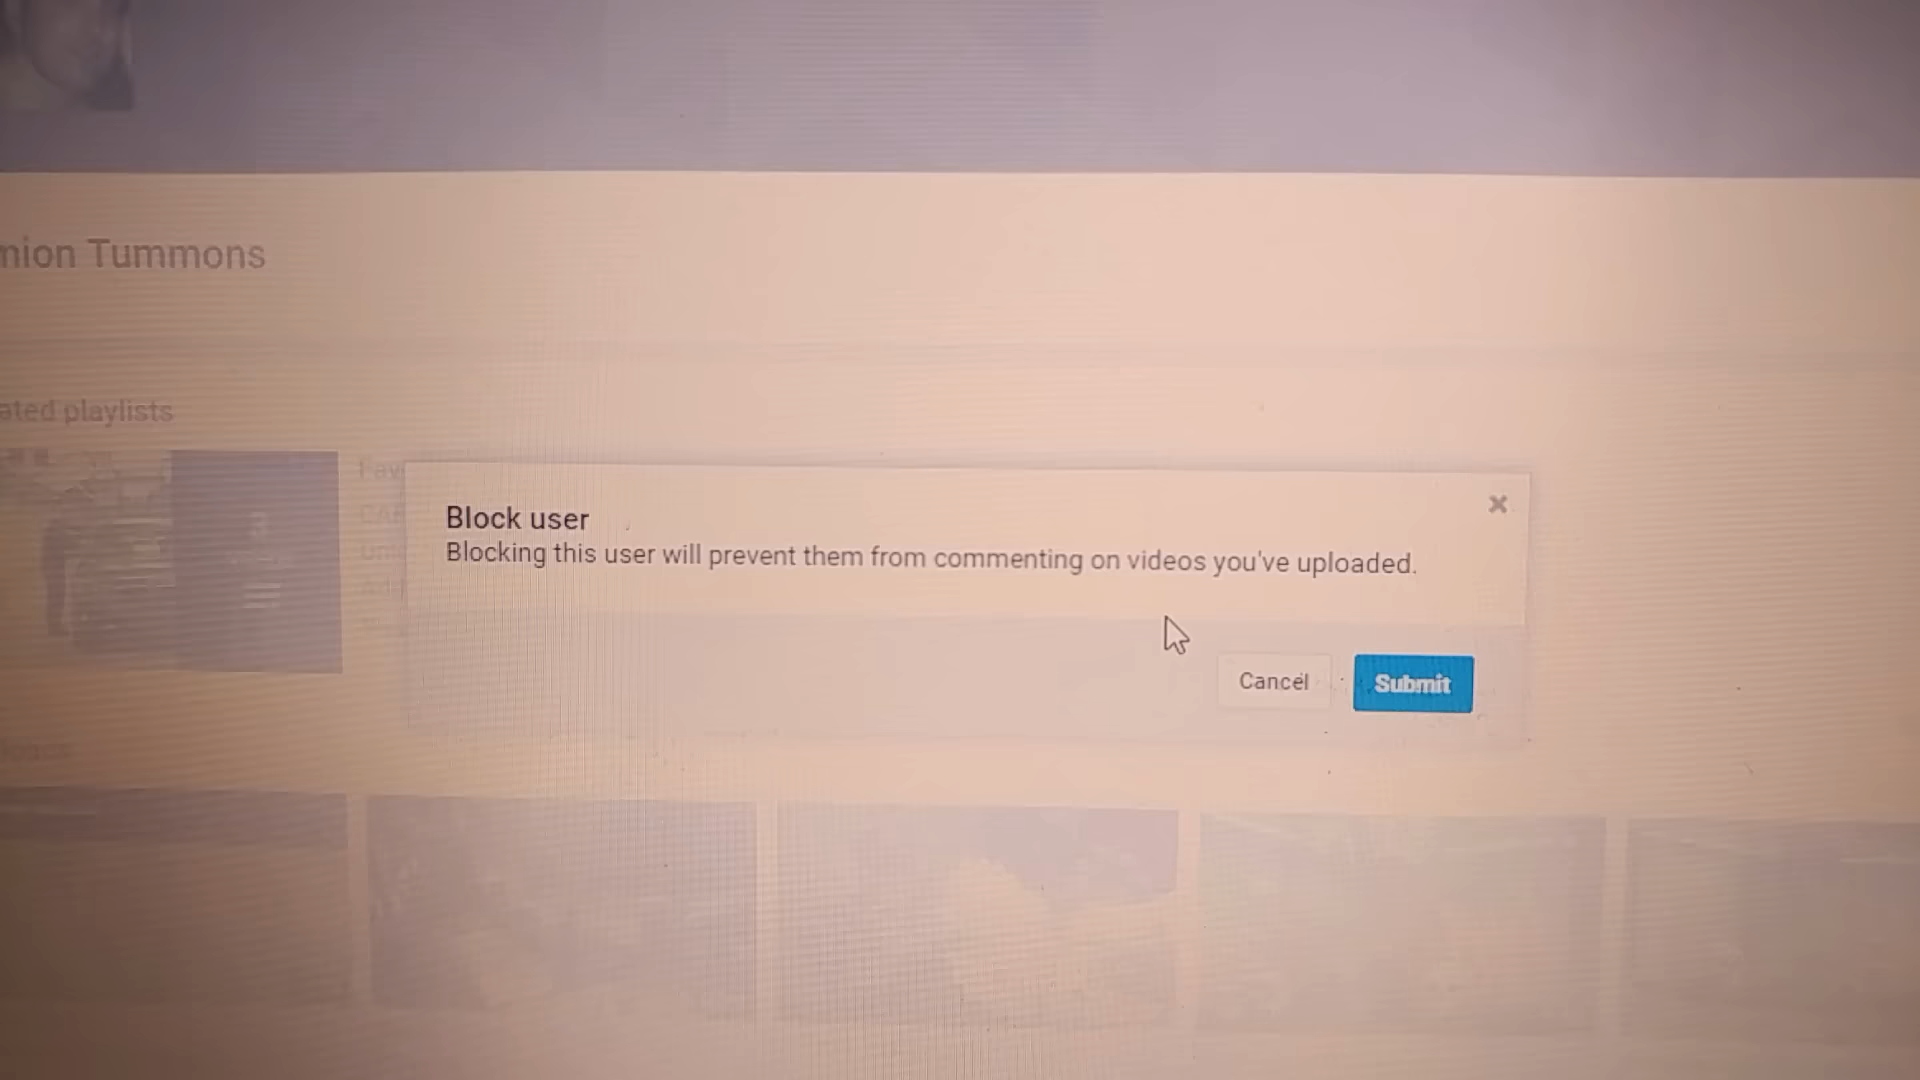 mion Tummons
ated playlists
Fav
Block user
Blocking this user will prevent them from commenting on videos you've uploaded.
Cancel
Submit